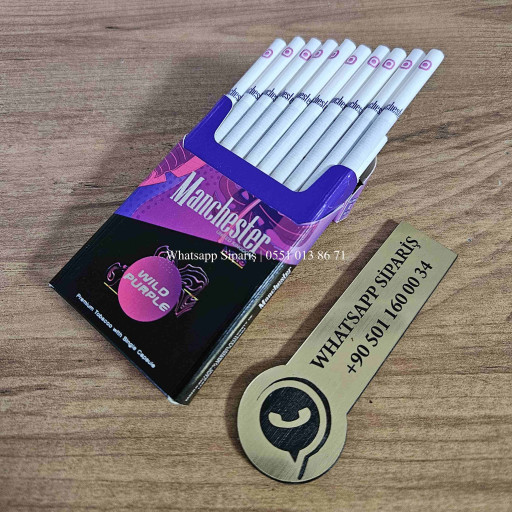 Manchester
Whatsapp Sipariş | 0551 013 86 71
WILD
PURPLE
Premium Tobacco with Single Capsule
Manchester
WHATSAPP SİPARİŞ
+90 501 160 00 34